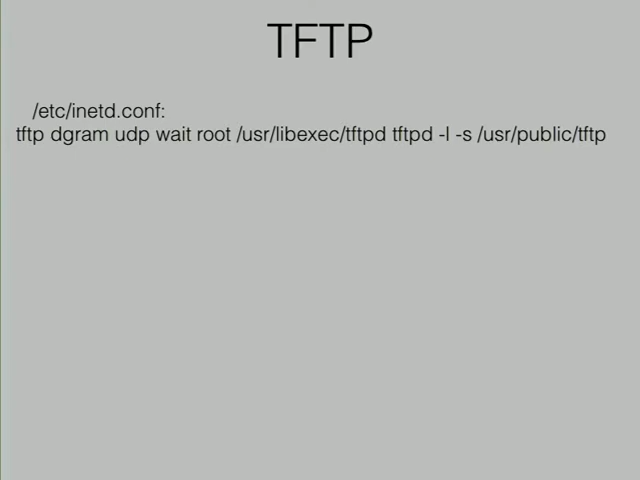 TFTP
/etc/inetd.conf:
tftp dgram udp wait root /usr/libexec/tftpd tftpd -l -s /usr/public/tftp